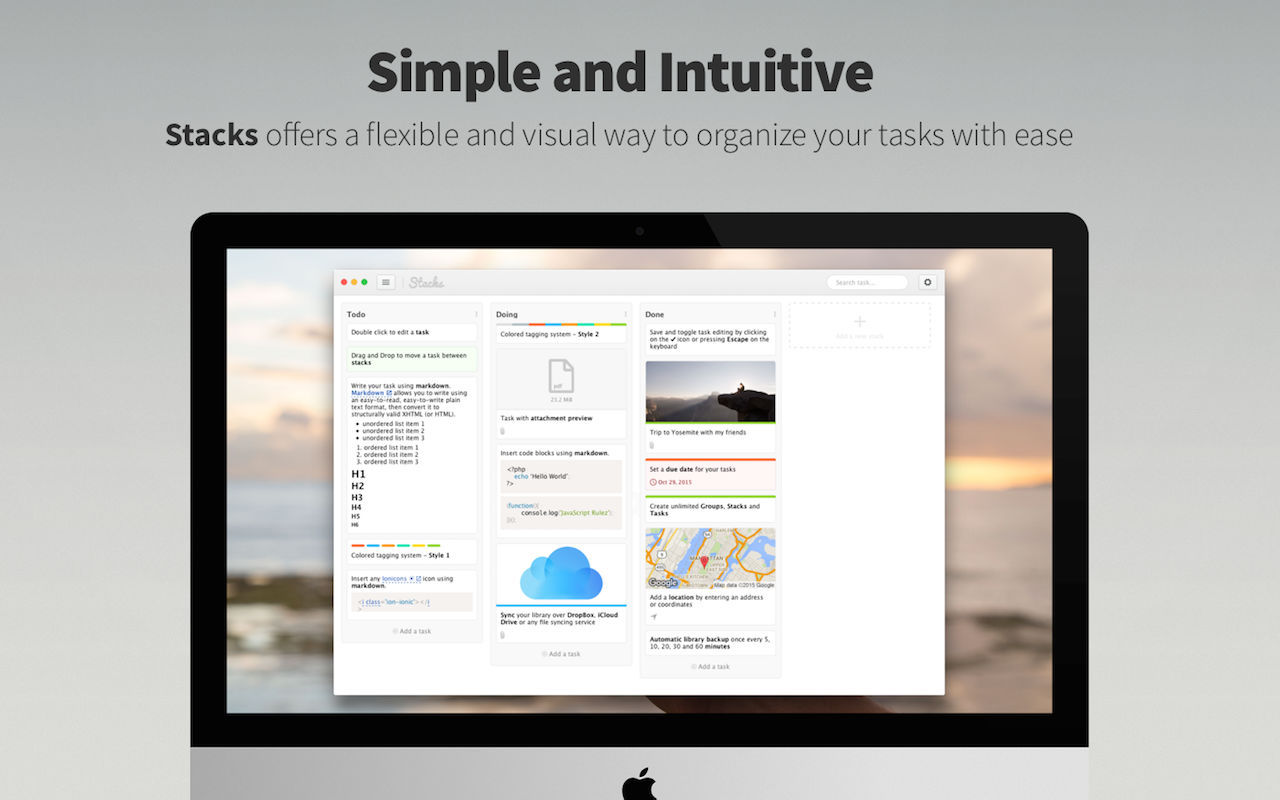 Simple and Intuitive
Stacks offers a flexible and visual way to organize your tasks with ease
Stacks
Search task...
Todo
Double click to edit a task
Drag and Drop to move a task between
stacks
Write your task using markdown.
Markdown allows you to write using
an easy-to-read, easy-to-write plain
text format, then convert it to
structurally valid XHTML (or HTML).
• unordered list item 1
• unordered list item 2
• unordered list item 3
1. ordered list item 1
2. ordered list item 2
3. ordered list item 3
H1
H2
H3
H4
H5
H6
Colored tagging system - Style 1
Insert any Ionicons icon using
markdown.
<i class="ion-ionic"></i
>
Add a task
Doing
Colored tagging system - Style 2
pdf
23.2 MiB
Task with attachment preview
Insert code blocks using markdown.
<?php
echo 'Hello World';
?>
(function(){
console.log('JavaScript Rulez');
})();
Sync your library over DropBox, iCloud
Drive or any file syncing service
Add a task
Done
Save and toggle task editing by clicking
on the ✔ icon or pressing Escape on the
keyboard
Trip to Yosemite with my friends
Set a due date for your tasks
Oct 29, 2015
Create unlimited Groups, Stacks and
Tasks
MANHATTAN
Google
Map data ©2015 Google
Add a location by entering an address
or coordinates
Automatic library backup once every 5,
10, 20, 30 and 60 minutes
Add a task
Add a new stack